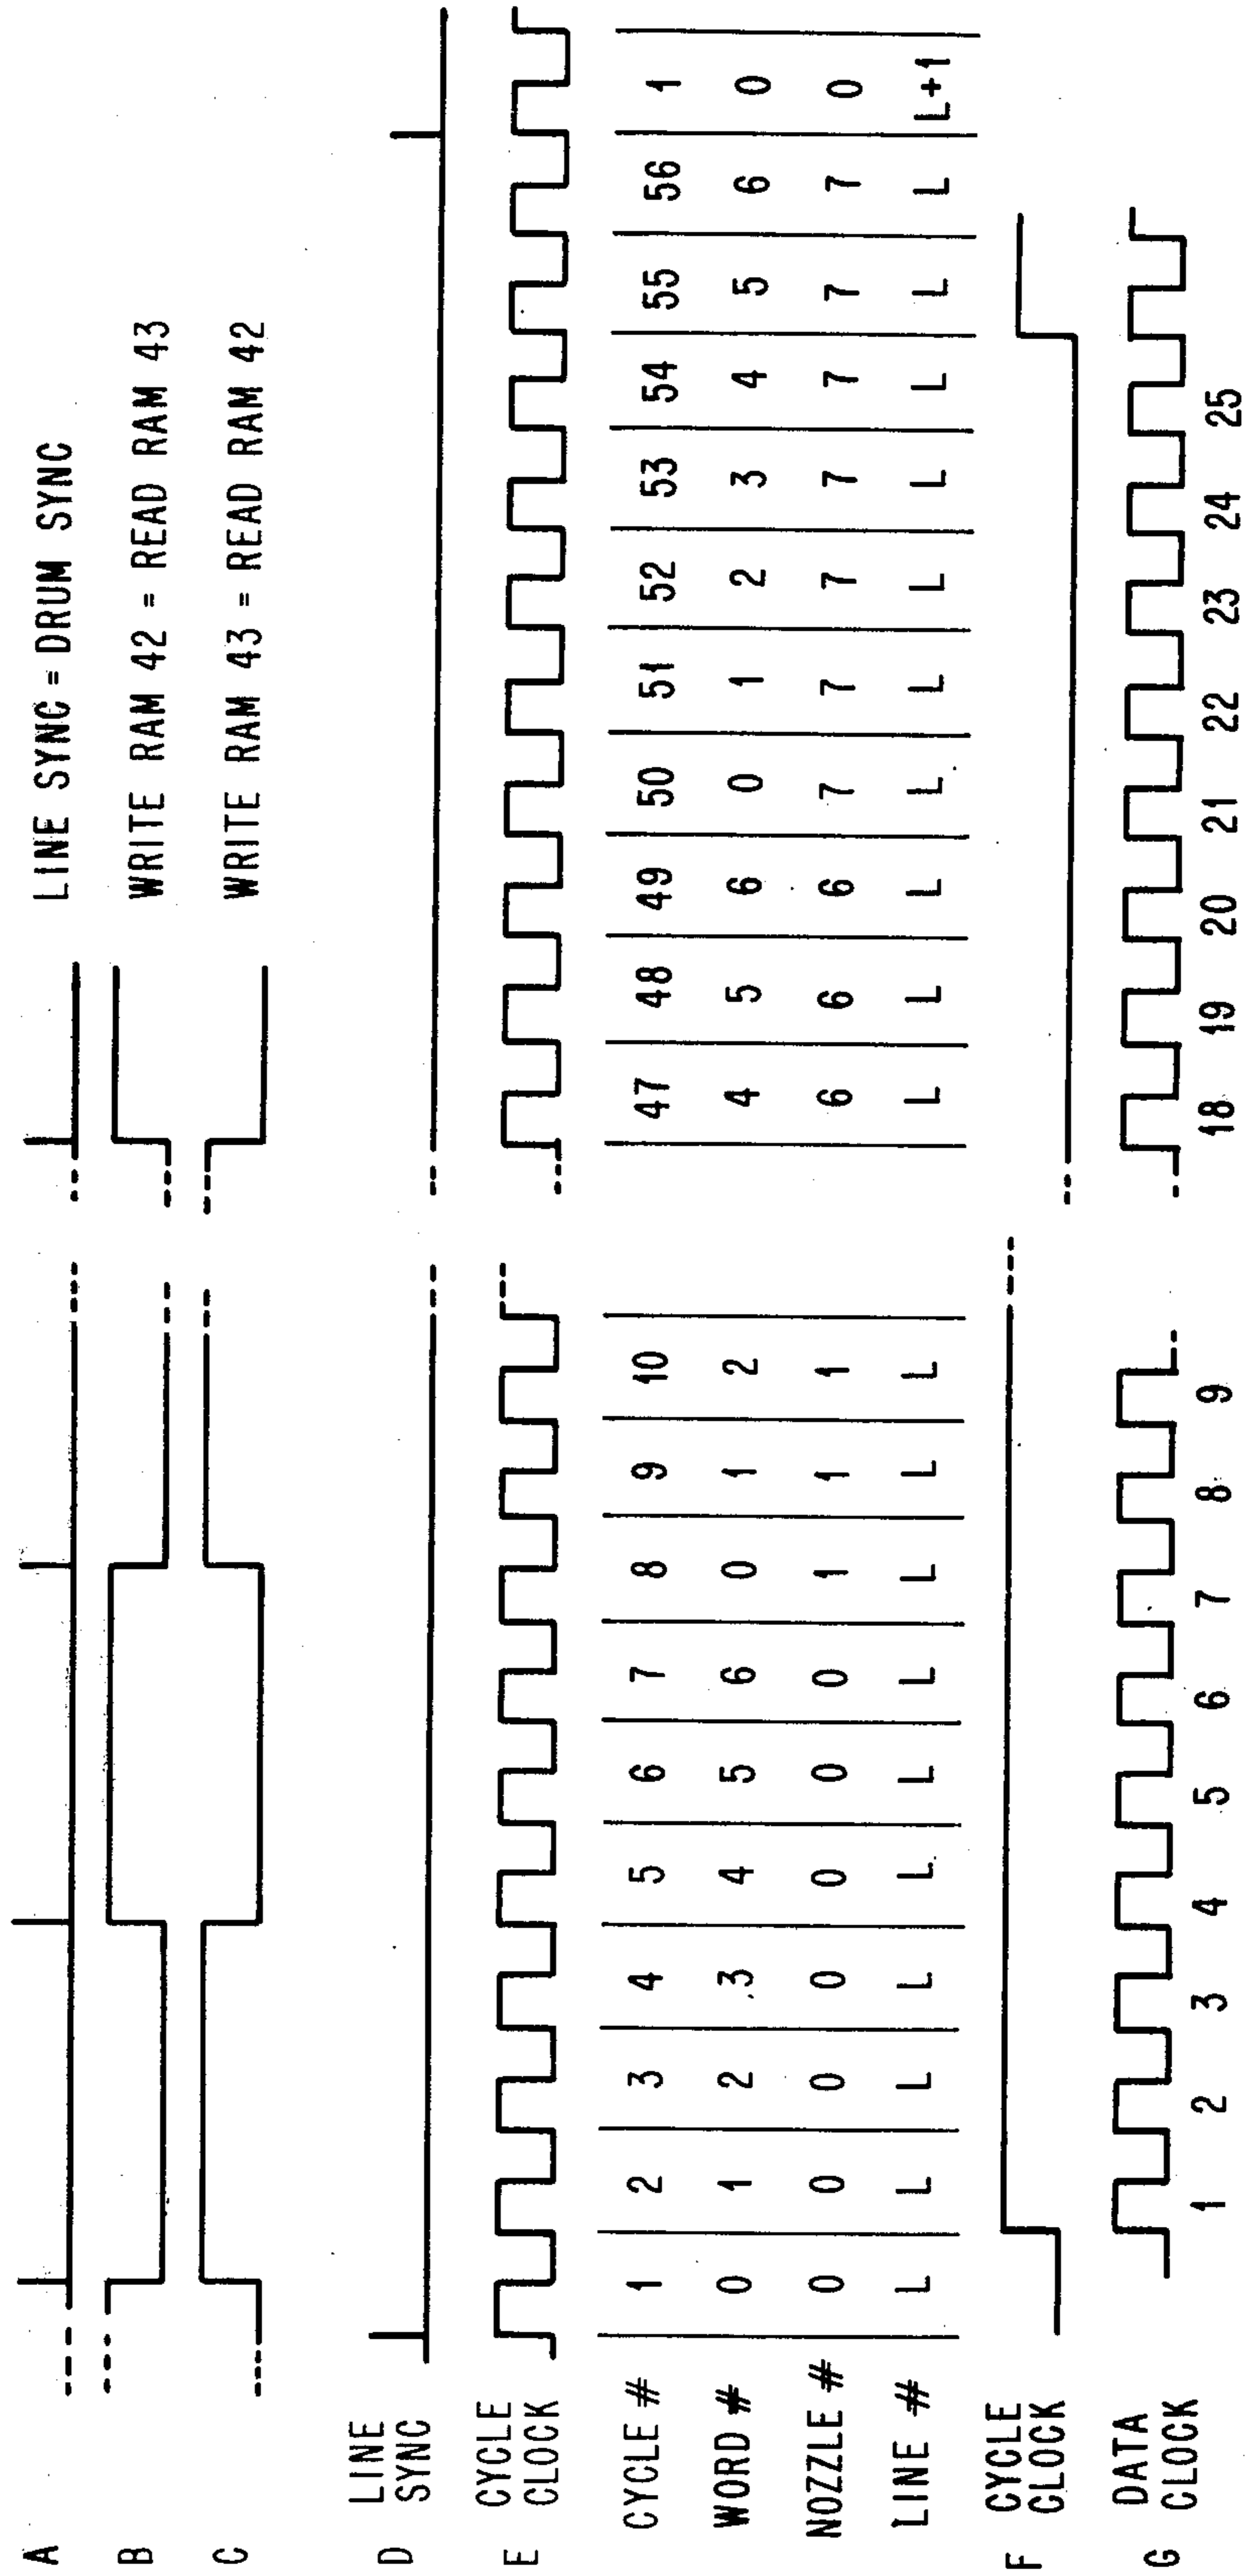 A LINE SYNC = DRUM SYNC
B WRITE RAM 42 = READ RAM 43
C WRITE RAM 43 = READ RAM 42
D LINE SYNC
E CYCLE CLOCK
CYCLE # 1 2 3 4 5 6 7 8 9 10 47 48 49 50 51 52 53 54 55 56 1
WORD # 0 1 2 3 4 5 6 0 1 2 4 5 6 0 1 2 3 4 5 6 0
NOZZLE # 0 0 0 0 0 0 0 1 1 1 6 6 6 7 7 7 7 7 7 7 0
LINE # L L L L L L L L L L L L L L L L L L L L L+1
F CYCLE CLOCK
G DATA CLOCK
1 2 3 4 5 6 7 8 9 18 19 20 21 22 23 24 25